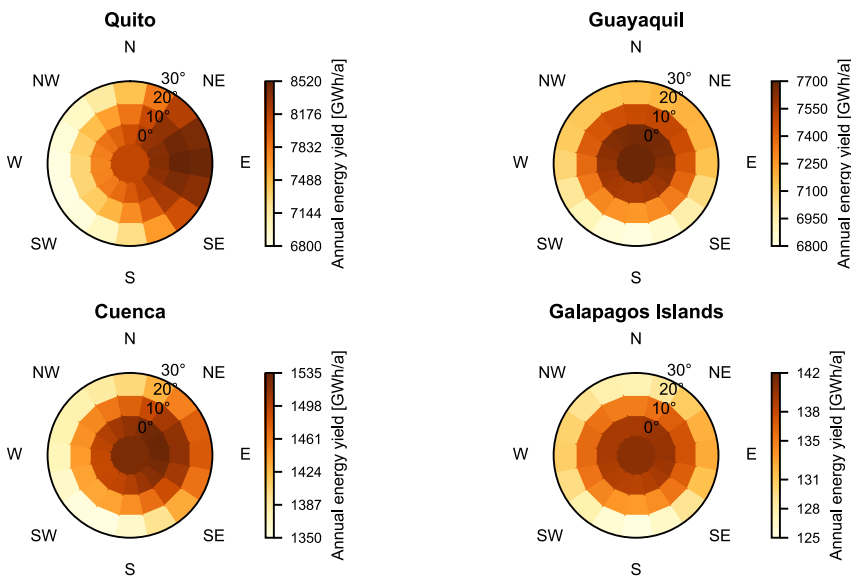 Quito
N
NW
NE
W
E
SW
SE
S
30°
20°
10°
0°
8520
8176
7832
7488
7144
6800
Annual energy yield [GWh/a]
Guayaquil
N
NW
NE
W
E
SW
SE
S
30°
20°
10°
0°
7700
7550
7400
7250
7100
6950
6800
Annual energy yield [GWh/a]
Cuenca
N
NW
NE
W
E
SW
SE
S
30°
20°
10°
0°
1535
1498
1461
1424
1387
1350
Annual energy yield [GWh/a]
Galapagos Islands
N
NW
NE
W
E
SW
SE
S
30°
20°
10°
0°
142
138
135
131
128
125
Annual energy yield [GWh/a]